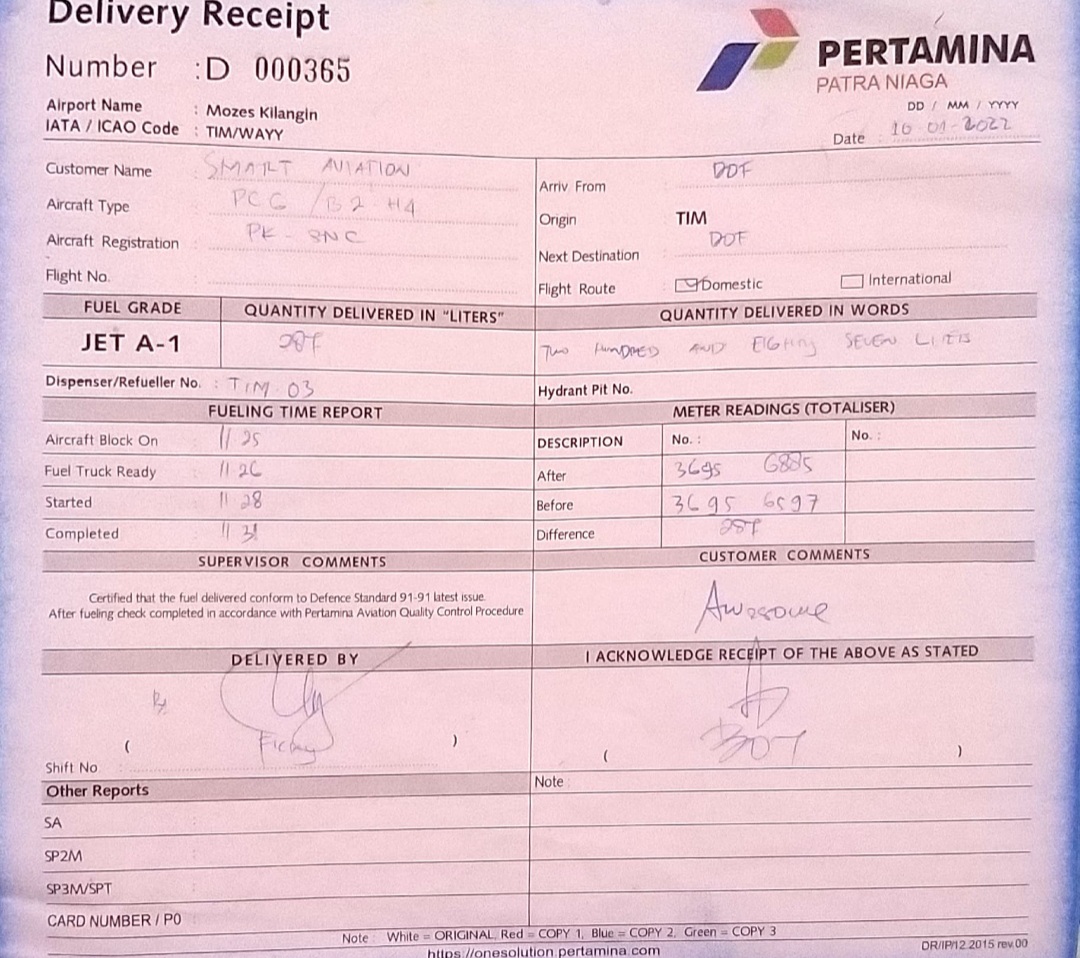 Delivery Receipt
Number : D 000365
PERTAMINA
PATRA NIAGA
Airport Name : Mozes Kilangin
IATA / ICAO Code : TIM/WAYY
DD / MM / YYYY
Date : 10 01-2022
Customer Name SMART AVIATION
Aircraft Type PC6 / B2-H4
Aircraft Registration PK-SNC
Flight No.
Arriv From DOF
Origin TIM
Next Destination DOF
Flight Route Domestic International
FUEL GRADE QUANTITY DELIVERED IN "LITERS" QUANTITY DELIVERED IN WORDS
JET A-1 287 TWO HUNDRED AND EIGHTY SEVEN LITERS
Dispenser/Refueller No. : TIM 03 Hydrant Pit No.
FUELING TIME REPORT METER READINGS (TOTALISER)
Aircraft Block On 11 25
Fuel Truck Ready 11 26
Started 11 28
Completed 11 31
DESCRIPTION No. : No. :
After 3695
Before 3695 6597
Difference 287
SUPERVISOR COMMENTS CUSTOMER COMMENTS
Certified that the fuel delivered conform to Defence Standard 91-91 latest issue.
After fueling check completed in accordance with Pertamina Aviation Quality Control Procedure
Awesome
DELIVERED BY I ACKNOWLEDGE RECEIPT OF THE ABOVE AS STATED
( ) ( )
Shift No :
Other Reports Note :
SA :
SP2M :
SP3M/SPT :
CARD NUMBER / PO
Note : White = ORIGINAL, Red = COPY 1, Blue = COPY 2, Green = COPY 3
https://onesolution.pertamina.com
DR/IP/12.2015 rev.00